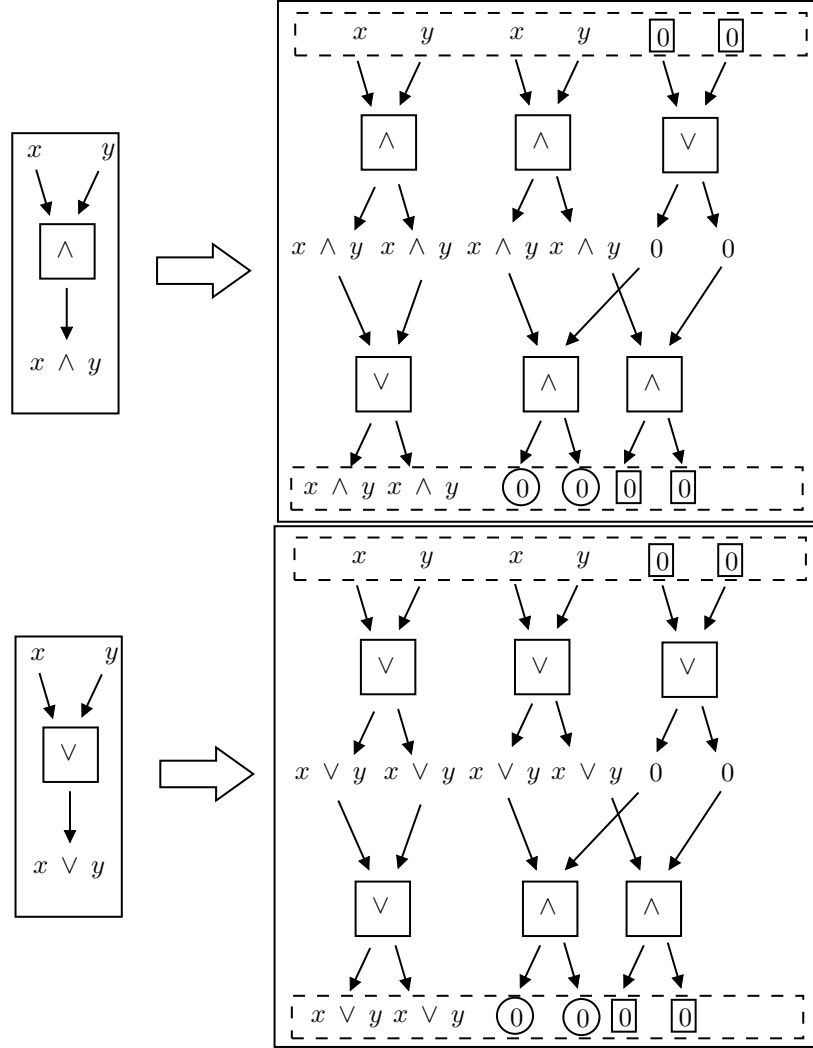 x y x y 0 0
∧ ∧ ∨
x y
∧
x ∧ y x ∧ y x ∧ y x ∧ y 0 0
x ∧ y
∨ ∧ ∧
x ∧ y x ∧ y 0 0 0 0
x y x y 0 0
∨ ∨ ∨
x y
∨
x ∨ y x ∨ y x ∨ y x ∨ y 0 0
x ∨ y
∨ ∧ ∧
x ∨ y x ∨ y 0 0 0 0